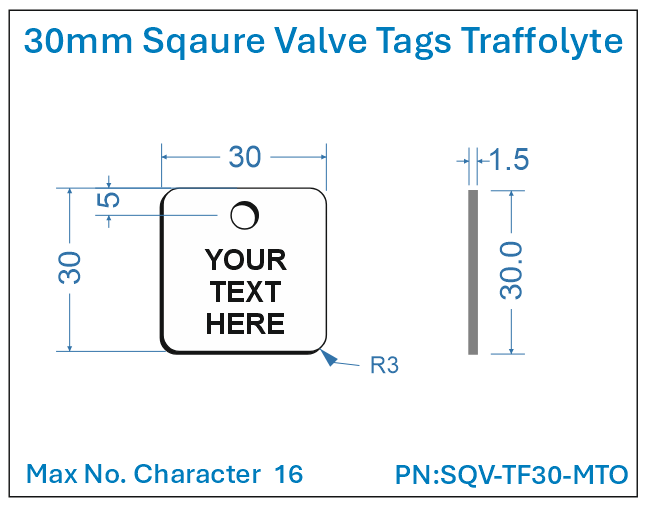 30mm Sqaure Valve Tags Traffolyte
30
1.5
5
30
YOUR
TEXT
HERE
30.0
R3
Max No. Character 16
PN:SQV-TF30-MTO